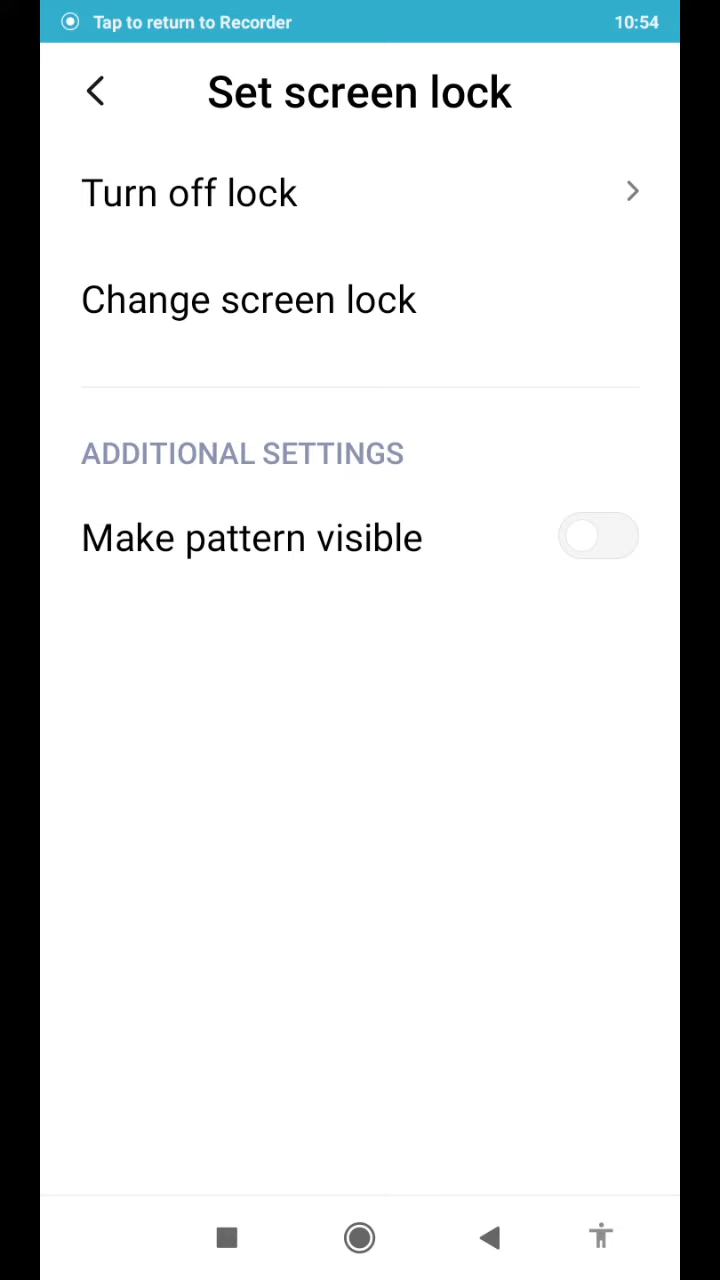 Tap to return to Recorder 10:54
Set screen lock
Turn off lock
Change screen lock
ADDITIONAL SETTINGS
Make pattern visible